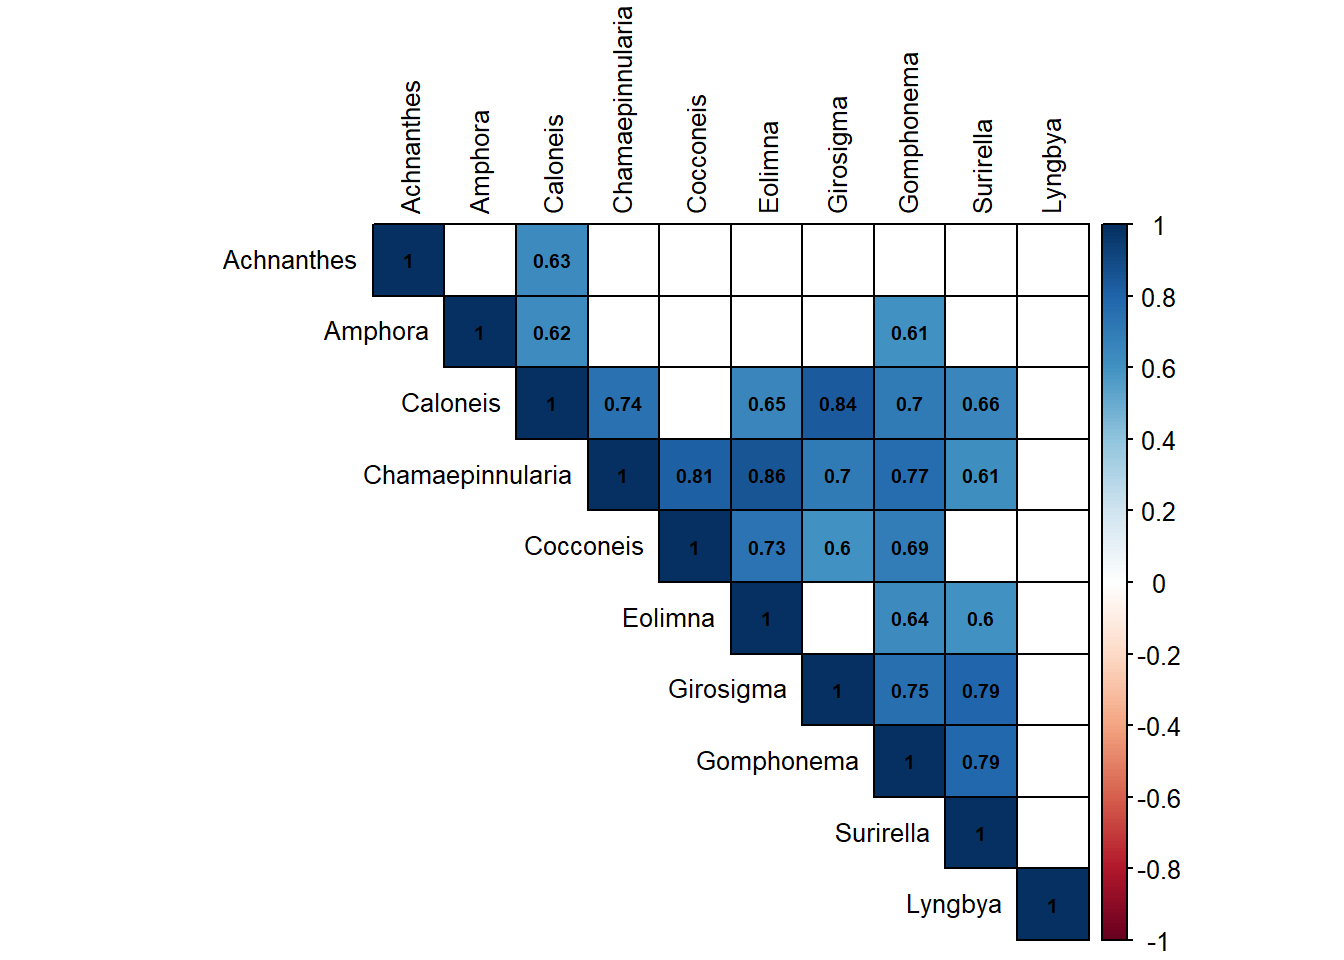 Achnanthes
Amphora
Caloneis
Chamaepinnularia
Cocconeis
Eolimna
Girosigma
Gomphonema
Surirella
Lyngbya
Achnanthes 1 0.63
Amphora 1 0.62 0.61
Caloneis 1 0.74 0.65 0.84 0.7 0.66
Chamaepinnularia 1 0.81 0.86 0.7 0.77 0.61
Cocconeis 1 0.73 0.6 0.69
Eolimna 1 0.64 0.6
Girosigma 1 0.75 0.79
Gomphonema 1 0.79
Surirella 1
Lyngbya 1
1
0.8
0.6
0.4
0.2
0
-0.2
-0.4
-0.6
-0.8
-1